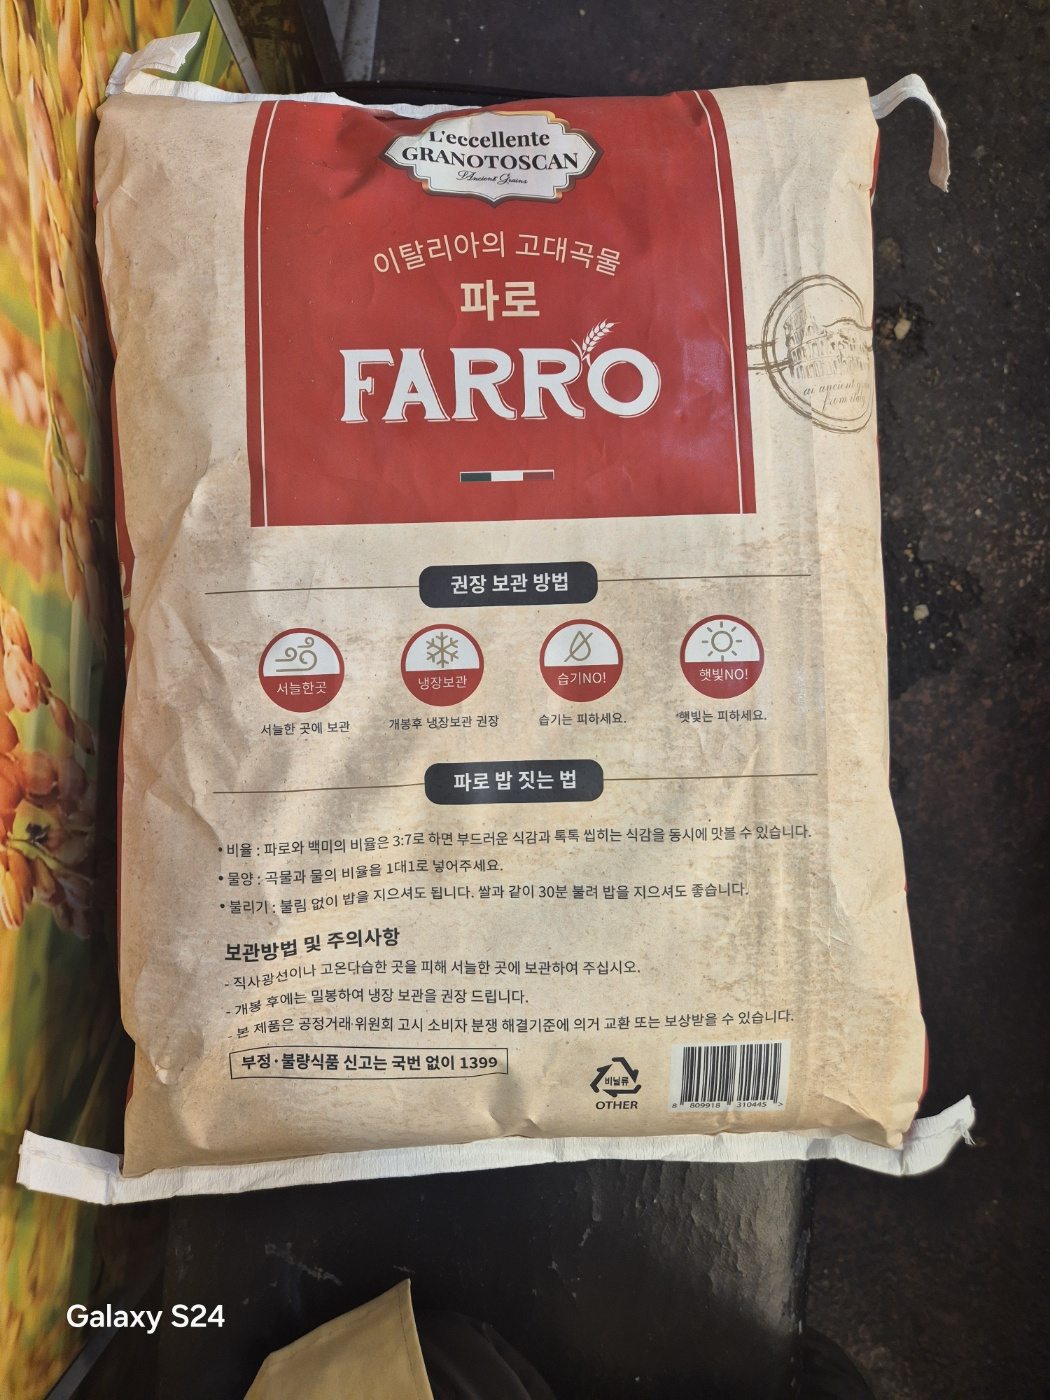 L'eccellente
GRANOTOSCAN
L'Ancient Grains
이탈리아의 고대곡물
파로
FARRO
ai ancient
from italy
권장 보관 방법
서늘한곳
냉장보관
습기NO!
햇빛NO!
서늘한 곳에 보관
개봉후 냉장보관 권장
습기는 피하세요.
햇빛는 피하세요.
파로 밥 짓는 법
• 비율 : 파로와 백미의 비율은 3:7로 하면 부드러운 식감과 톡톡 씹히는 식감을 동시에 맛볼 수 있습니다.
• 물양 : 곡물과 물의 비율을 1대1로 넣어주세요.
• 불리기 : 불림 없이 밥을 지으셔도 됩니다. 쌀과 같이 30분 불려 밥을 지으셔도 좋습니다.
보관방법 및 주의사항
- 직사광선이나 고온다습한 곳을 피해 서늘한 곳에 보관하여 주십시오.
- 개봉 후에는 밀봉하여 냉장 보관을 권장 드립니다.
- 본 제품은 공정거래위원회 고시 소비자 분쟁 해결기준에 의거 교환 또는 보상받을 수 있습니다.
부정·불량식품 신고는 국번 없이 1399
비닐류
OTHER
8 809918 310445 >
Galaxy S24